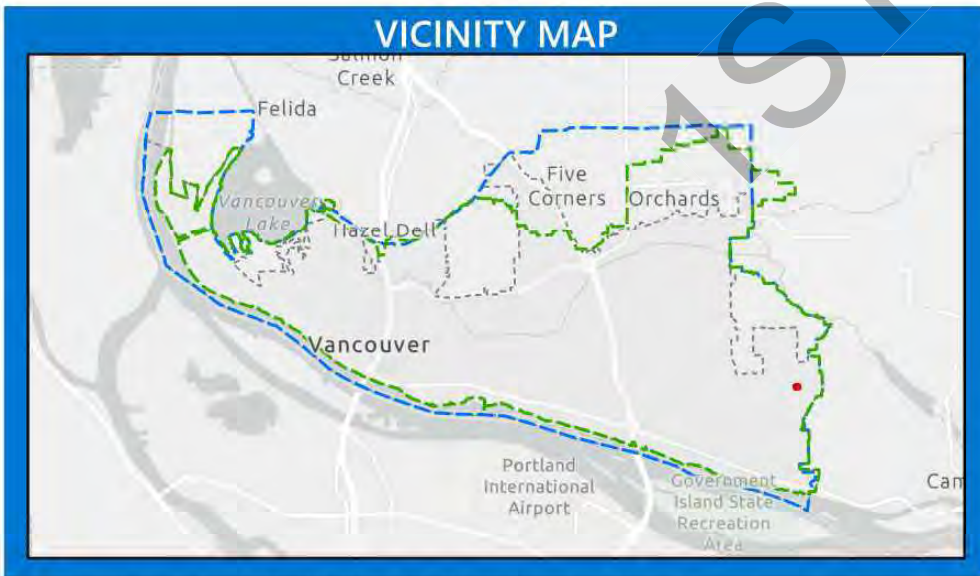 VICINITY MAP
Salmon
Creek
Felida
Five
Corners
Orchards
Vancouver
Lake
Hazel Dell
Vancouver
Portland
International
Airport
Government
Island State
Recreation
Area
Cam